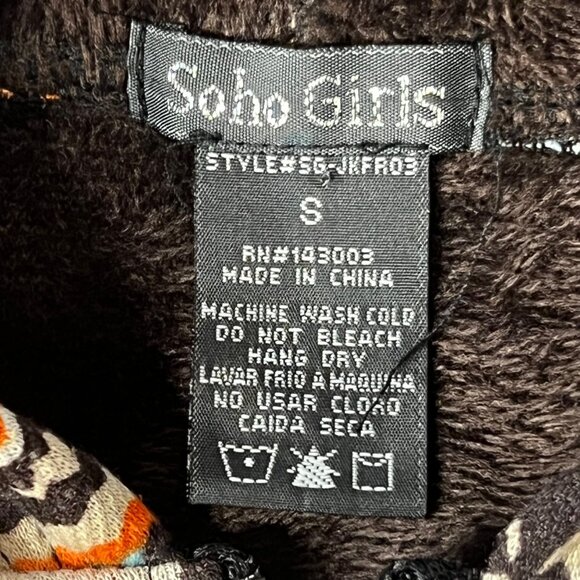 Soho Girls
STYLE#SG-JKFR03
S
RN#143003
MADE IN CHINA
MACHINE WASH COLD
DO NOT BLEACH
HANG DRY
LAVAR FRIO A MAQUINA
NO USAR CLORO
CAIDA SECA